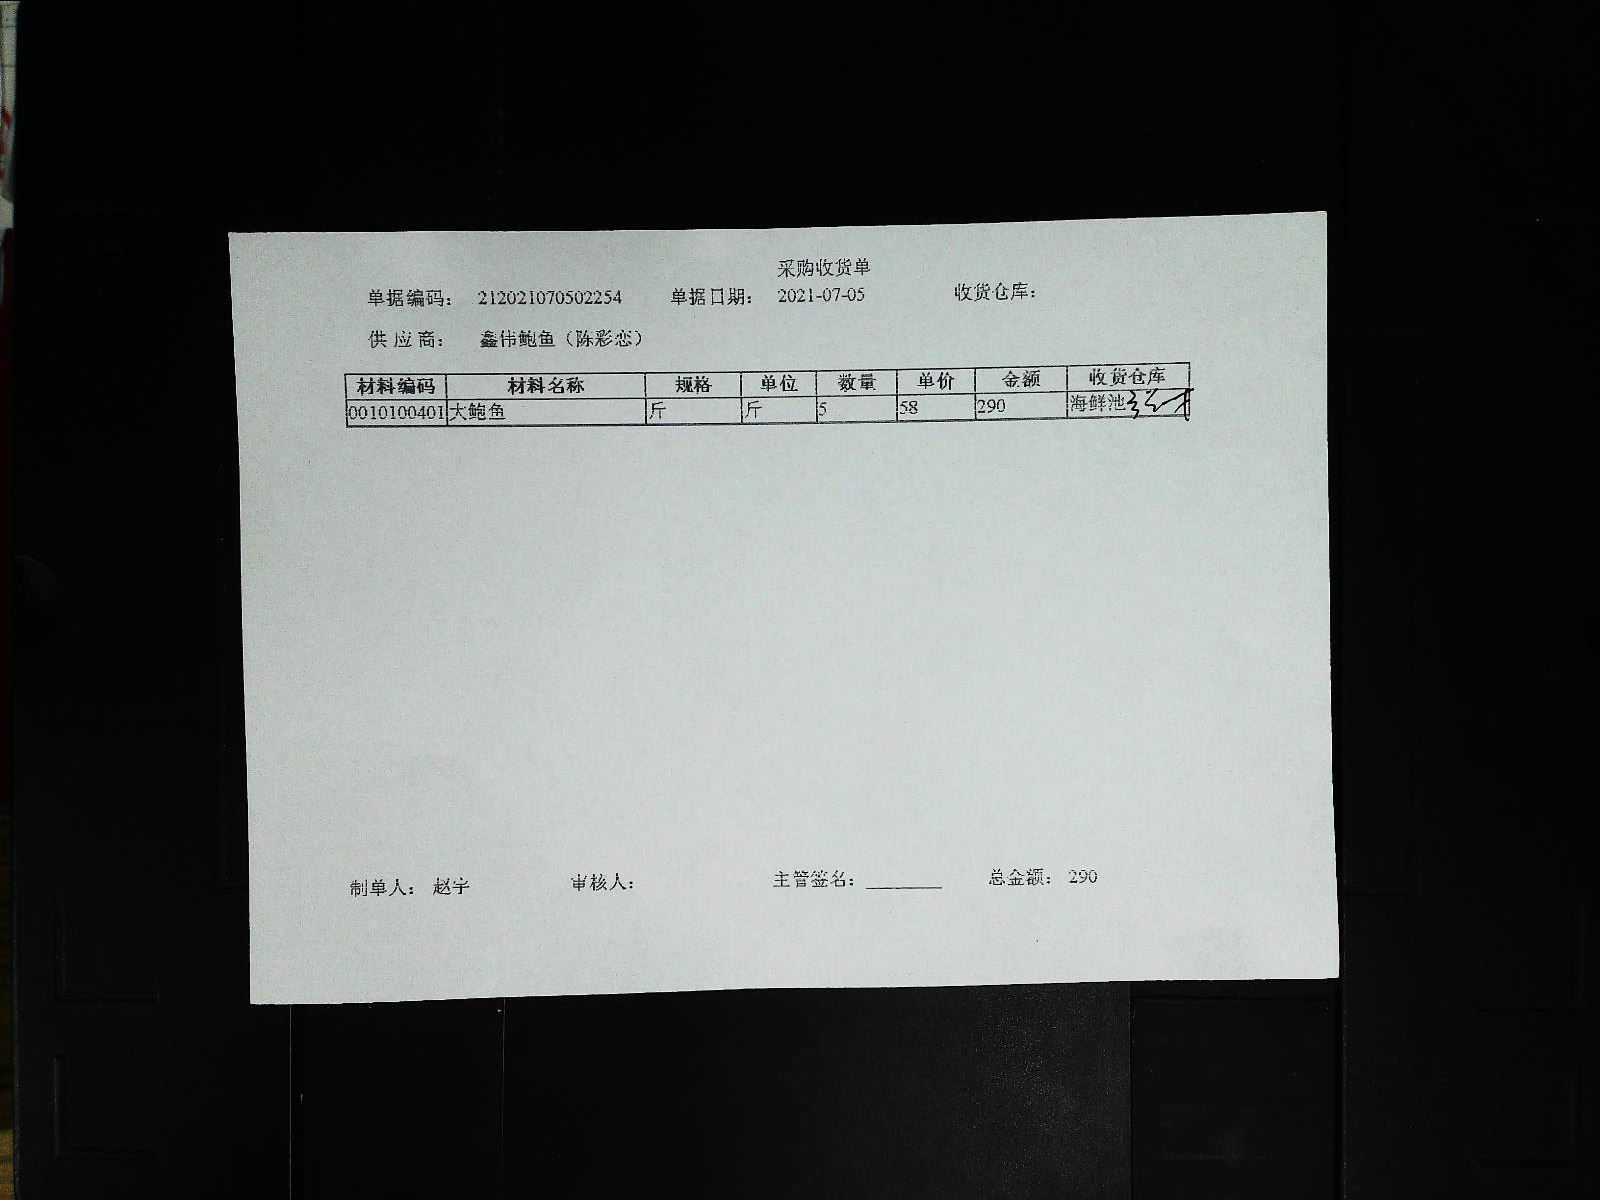 采购收货单
单据编码： 212021070502254 单据日期： 2021-07-05 收货仓库：
供应商： 鑫伟鲍鱼（陈彩恋）
材料编码 材料名称 规格 单位 数量 单价 金额 收货仓库
0010100401 大鲍鱼 斤 斤 5 58 290 海鲜池
制单人： 赵宇 审核人： 主管签名： 总金额： 290